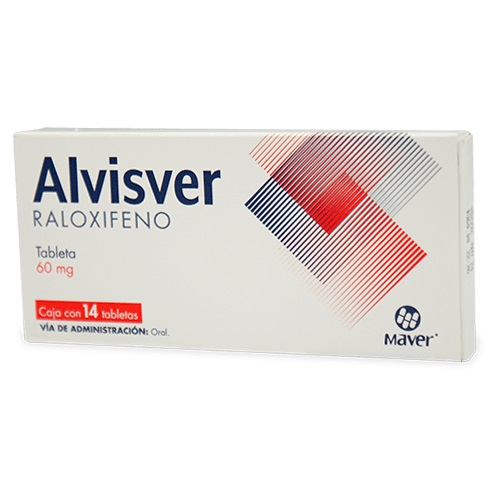 Alvisver
RALOXIFENO
Tableta
60 mg
Caja con 14 tabletas
VÍA DE ADMINISTRACIÓN: Oral.
Maver®